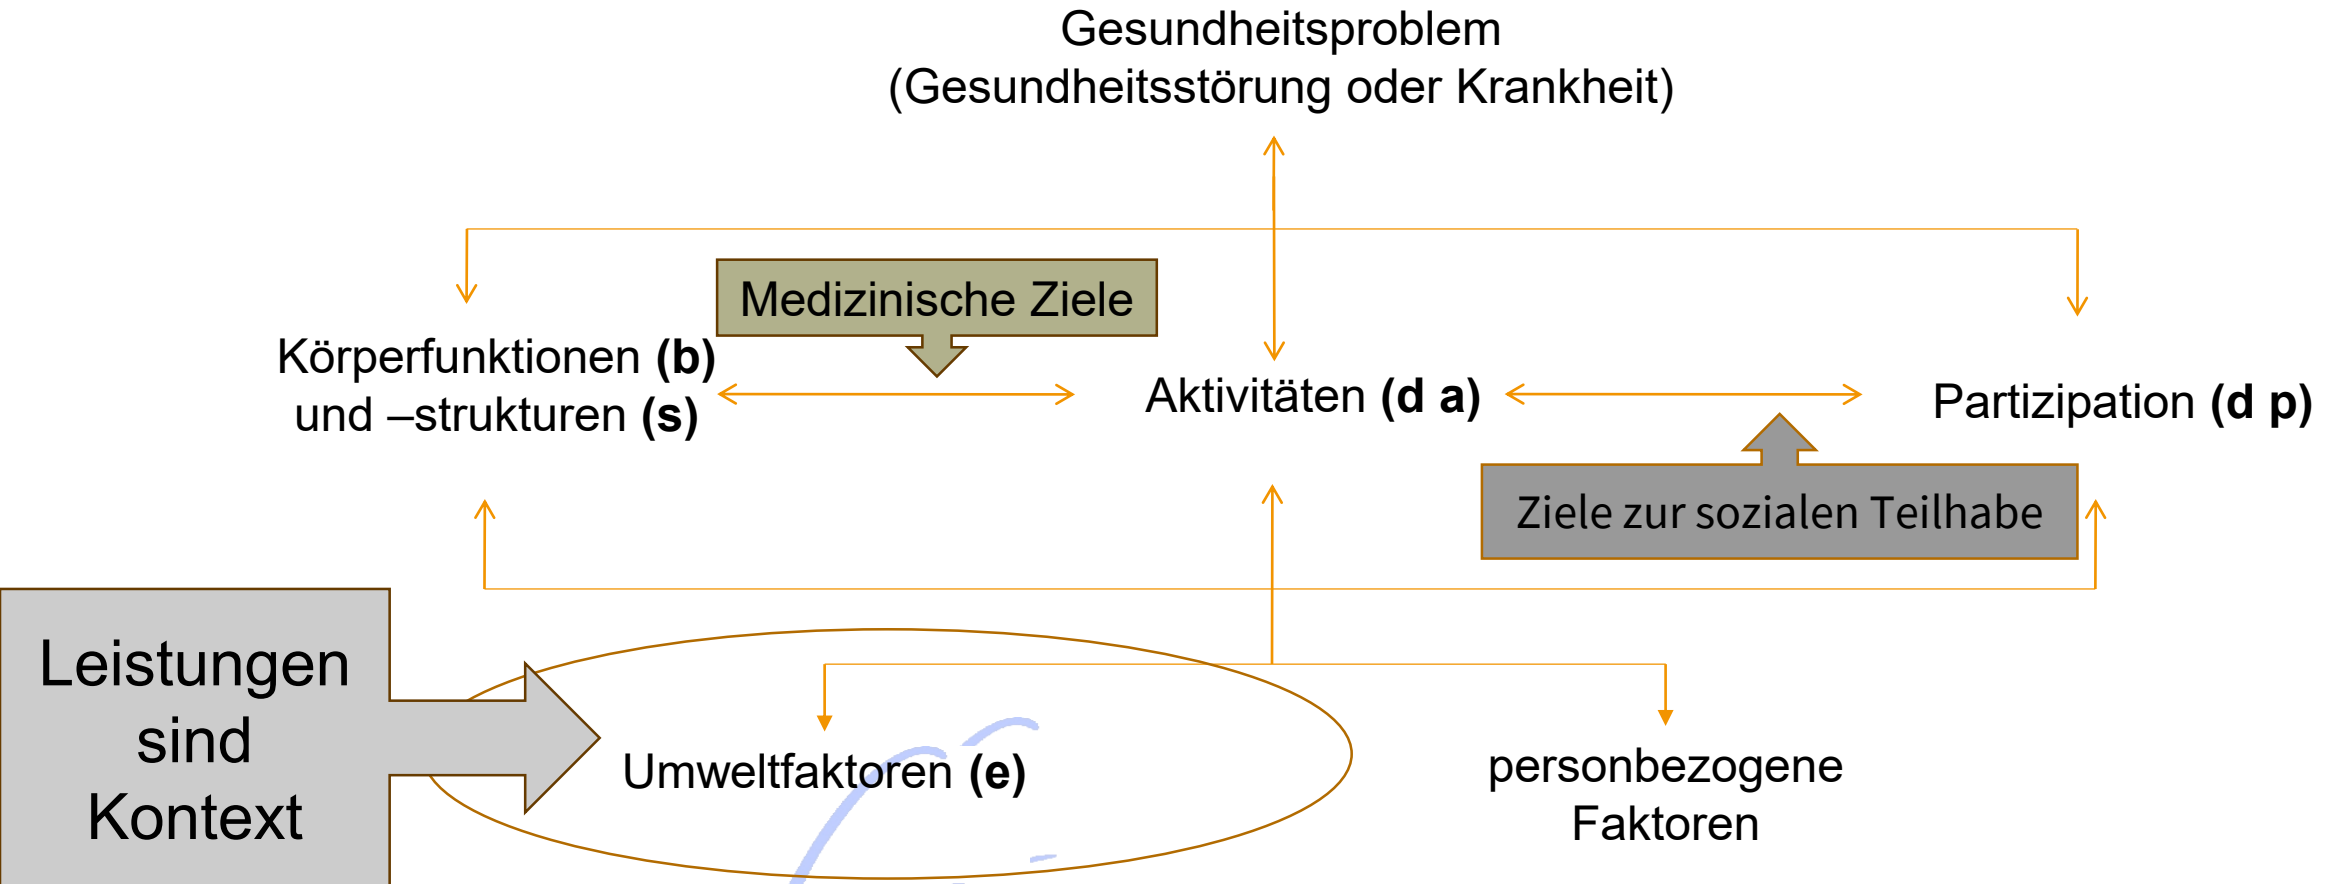 Gesundheitsproblem
(Gesundheitsstörung oder Krankheit)
Medizinische Ziele
Körperfunktionen (b)
und –strukturen (s)
Aktivitäten (d a)
Partizipation (d p)
Ziele zur sozialen Teilhabe
Leistungen
sind
Kontext
Umweltfaktoren (e)
personbezogene
Faktoren